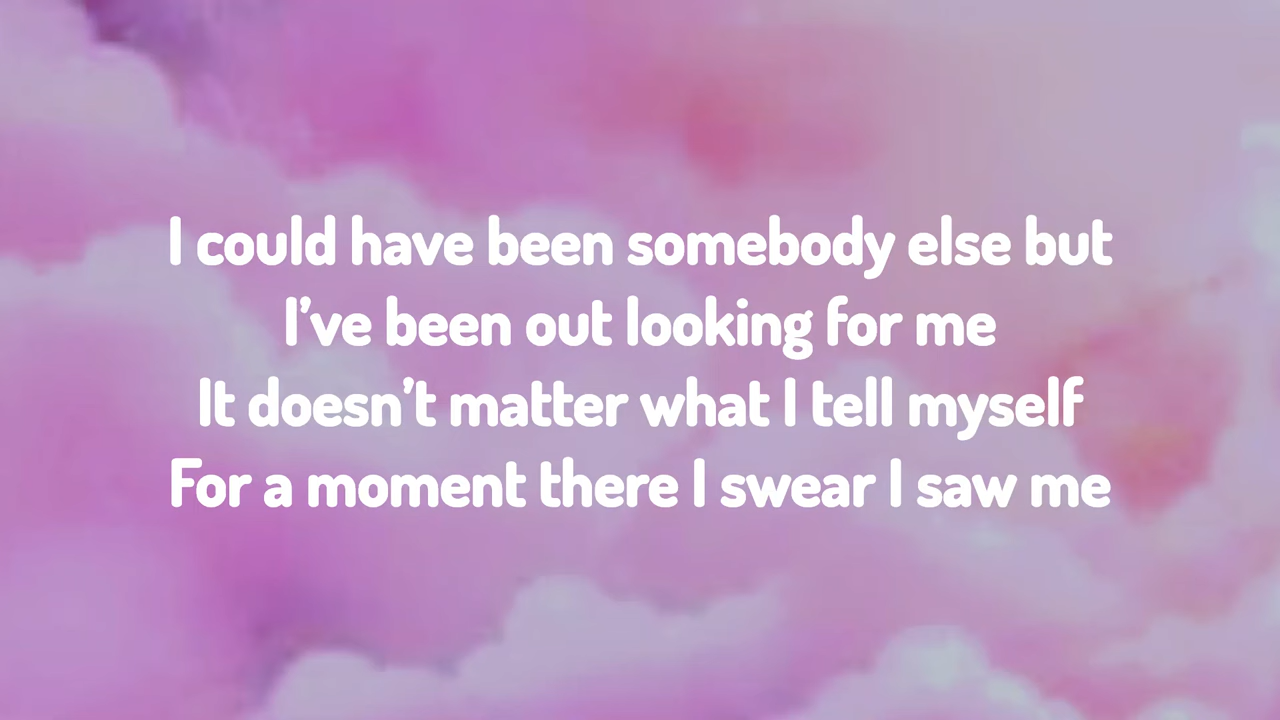 I could have been somebody else but
I’ve been out looking for me
It doesn’t matter what I tell myself
For a moment there I swear I saw me